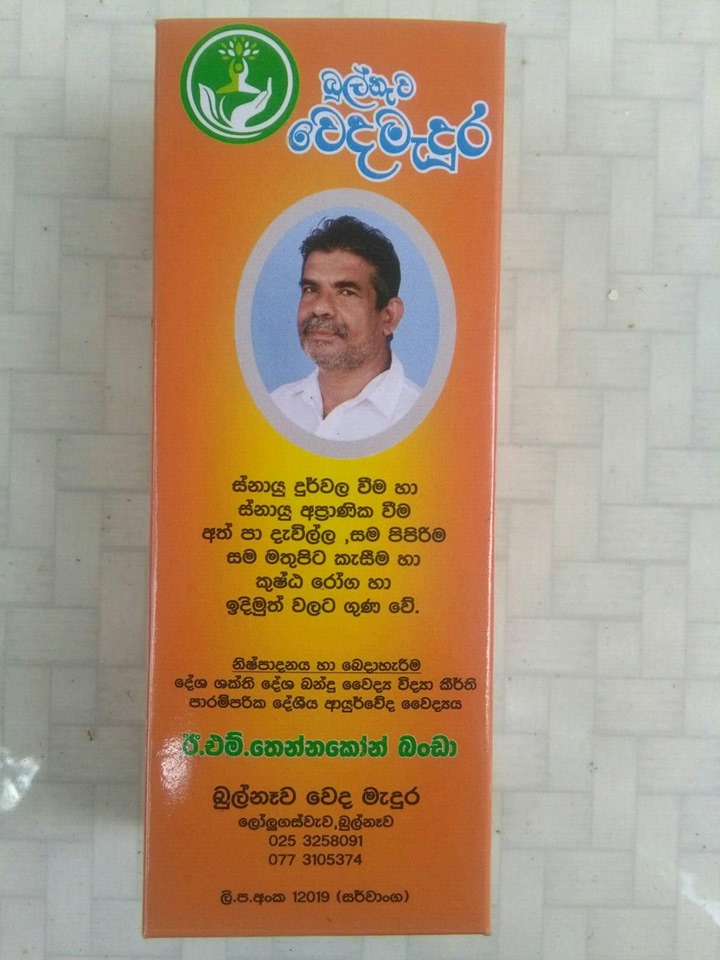 බුල්නෑව
වෙදමැදුර
ස්නායු දුර්වල වීම හා
ස්නායු අප්‍රාණික වීම
අත් පා දැවිල්ල ,සම පිපිරීම
සම මතුපිට කැසීම හා
කුෂ්ඨ රෝග හා
ඉදිමුත් වලට ගුණ වේ.
නිෂ්පාදනය හා බෙදාහැරීම
දේශ ශක්ති දේශ බන්දු වෛද්‍ය විද්‍යා කීර්ති
පාරම්පරික දේශීය ආයුර්වේද වෛද්‍යය
ටී.එම්.තෙන්නකෝන් බංඩා
බුල්නෑව වෙද මැදුර
ලෝලුගස්වැව,බුල්නෑව
025 3258091
077 3105374
ලි.ප.අංක 12019 (සර්වාංග)